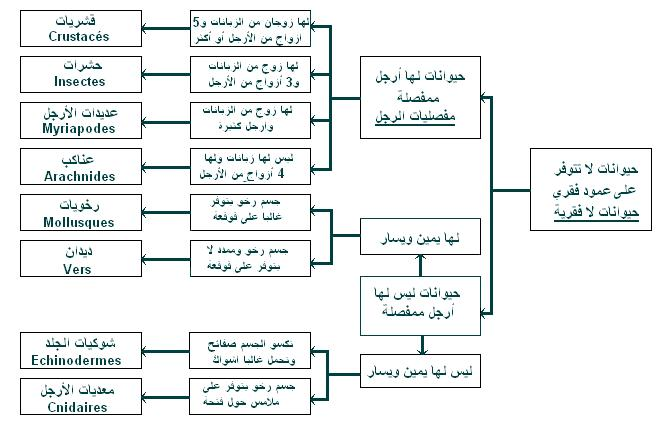 حيوانات لا تتوفر
على عمود فقري
حيوانات لا فقرية
حيوانات لها أرجل
ممفصلة
مفصليات الرجل
لها زوجان من الزبانات و5
أزواج من الأرجل أو أكثر
قشريات
Crustacés
لها زوج من الزبانات
و3 أزواج من الأرجل
حشرات
Insectes
لها زوج من الزبانات
وارجل كثيرة
عديدات الأرجل
Myriapodes
ليس لها زبانات ولها
4 أزواج من الأرجل
عناكب
Arachnides
حيوانات ليس لها
أرجل ممفصلة
لها يمين ويسار
جسم رخو يتوفر
غالبا على قوقعة
رخويات
Mollusques
جسم رخو وممدد لا
يتوفر على قوقعة
ديدان
Vers
ليس لها يمين ويسار
تكسو الجسم صفائح
وتحمل غالبا أشواك
شوكيات الجلد
Echinodermes
جسم رخو يتوفر على
ملامس حول فتحة
معديات الأرجل
Cnidaires